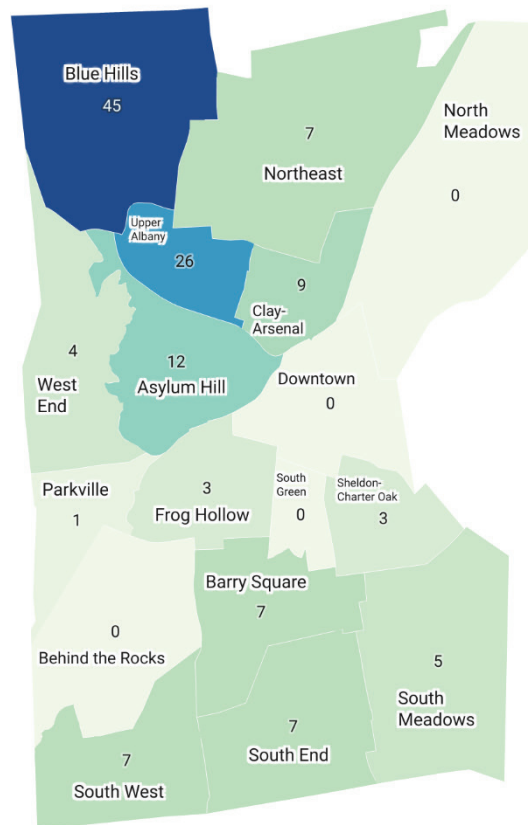 Blue Hills
45
7
Northeast
North
Meadows
0
Upper
Albany
26
9
Clay-
Arsenal
4
West
End
12
Asylum Hill
Downtown
0
Parkville
1
3
Frog Hollow
South
Green
0
Sheldon-
Charter Oak
3
Barry Square
7
0
Behind the Rocks
5
South
Meadows
7
South West
7
South End